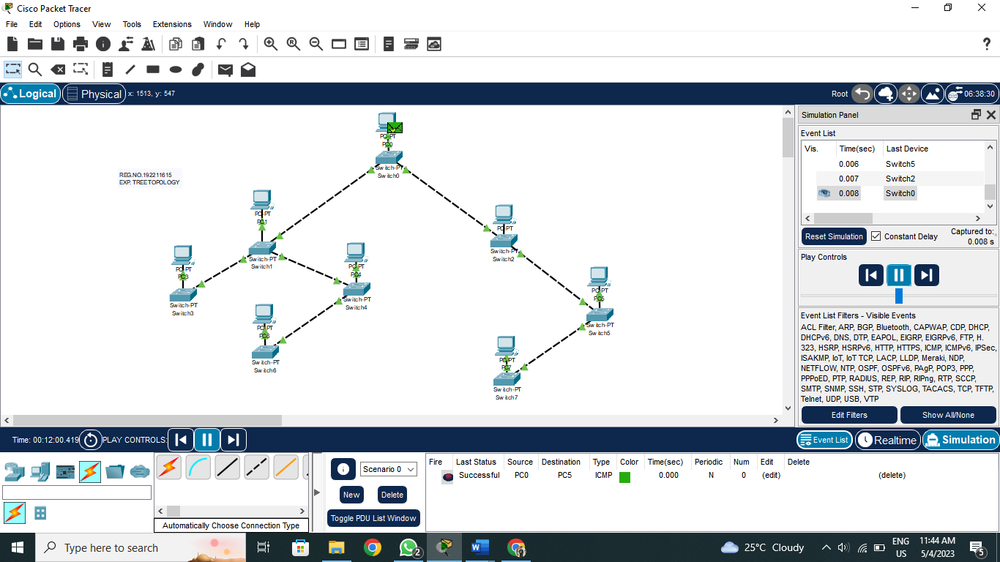 Cisco Packet Tracer
File Edit Options View Tools Extensions Window Help
Logical Physical x: 1513, y: 547 Root 06:38:30
PC-PT
PC0
Switch-PT
Switch0
REG.NO.192211615
EXP. TREE TOPOLOGY
PC-PT
PC1
Switch-PT
Switch1
PC-PT
Switch-PT
Switch2
PC-PT
PC3
Switch-PT
Switch3
PC-PT
PC4
Switch-PT
Switch4
PC-PT
PC5
Switch-PT
Switch5
PC-PT
PC6
Switch-PT
Switch6
PC-PT
PC7
Switch-PT
Switch7
Simulation Panel
Event List
Vis. Time(sec) Last Device
0.006 Switch5
0.007 Switch2
0.008 Switch0
Reset Simulation Constant Delay Captured to:
0.008 s
Play Controls
Event List Filters - Visible Events
ACL Filter, ARP, BGP, Bluetooth, CAPWAP, CDP, DHCP,
DHCPv6, DNS, DTP, EAPOL, EIGRP, EIGRPv6, FTP, H.
323, HSRP, HSRPv6, HTTP, HTTPS, ICMP, ICMPv6, IPSec,
ISAKMP, IoT, IoT TCP, LACP, LLDP, Meraki, NDP,
NETFLOW, NTP, OSPF, OSPFv6, PAgP, POP3, PPP,
PPPoED, PTP, RADIUS, REP, RIP, RIPng, RTP, SCCP,
SMTP, SNMP, SSH, STP, SYSLOG, TACACS, TCP, TFTP,
Telnet, UDP, USB, VTP
Edit Filters Show All/None
Time: 00:12:00.419 PLAY CONTROLS: Event List Realtime Simulation
Scenario 0
New Delete
Toggle PDU List Window
Automatically Choose Connection Type
Fire Last Status Source Destination Type Color Time(sec) Periodic Num Edit Delete
Successful PC0 PC5 ICMP 0.000 N 0 (edit) (delete)
Type here to search
2
25°C Cloudy
ENG
US
11:44 AM
5/4/2023
5